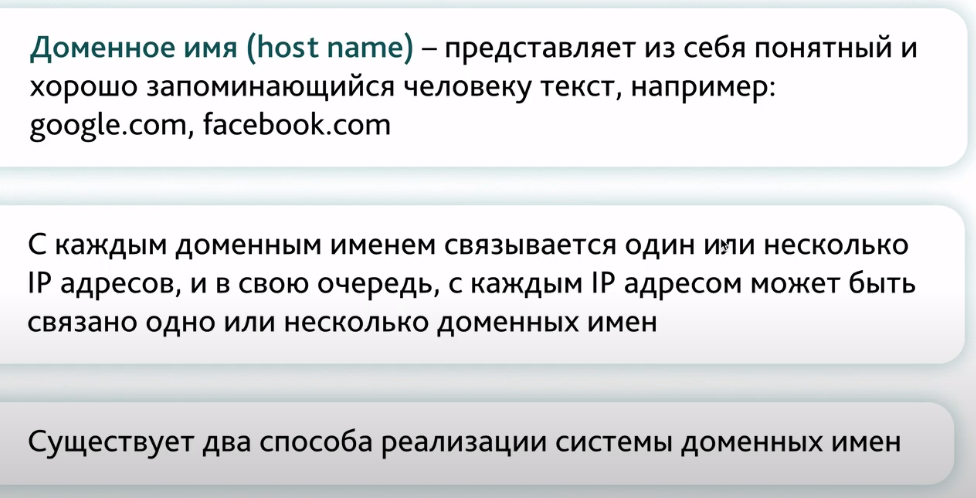 Доменное имя (host name) – представляет из себя понятный и
хорошо запоминающийся человеку текст, например:
google.com, facebook.com
С каждым доменным именем связывается один или несколько
IP адресов, и в свою очередь, с каждым IP адресом может быть
связано одно или несколько доменных имен
Существует два способа реализации системы доменных имен